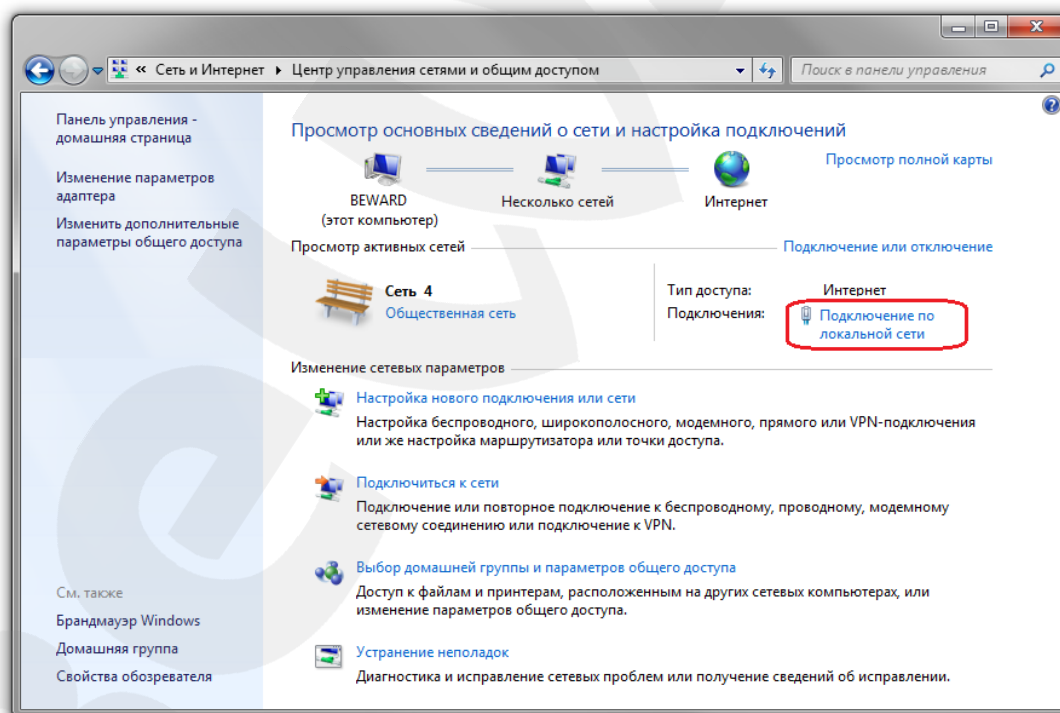 « Сеть и Интернет ▸ Центр управления сетями и общим доступом
Поиск в панели управления
Панель управления -
домашняя страница
Изменение параметров
адаптера
Изменить дополнительные
параметры общего доступа
См. также
Брандмауэр Windows
Домашняя группа
Свойства обозревателя
Просмотр основных сведений о сети и настройка подключений
Просмотр полной карты
BEWARD
(этот компьютер)
Несколько сетей
Интернет
Просмотр активных сетей
Подключение или отключение
Сеть 4
Общественная сеть
Тип доступа: Интернет
Подключения: Подключение по
локальной сети
Изменение сетевых параметров
Настройка нового подключения или сети
Настройка беспроводного, широкополосного, модемного, прямого или VPN-подключения
или же настройка маршрутизатора или точки доступа.
Подключиться к сети
Подключение или повторное подключение к беспроводному, проводному, модемному
сетевому соединению или подключение к VPN.
Выбор домашней группы и параметров общего доступа
Доступ к файлам и принтерам, расположенным на других сетевых компьютерах, или
изменение параметров общего доступа.
Устранение неполадок
Диагностика и исправление сетевых проблем или получение сведений об исправлении.